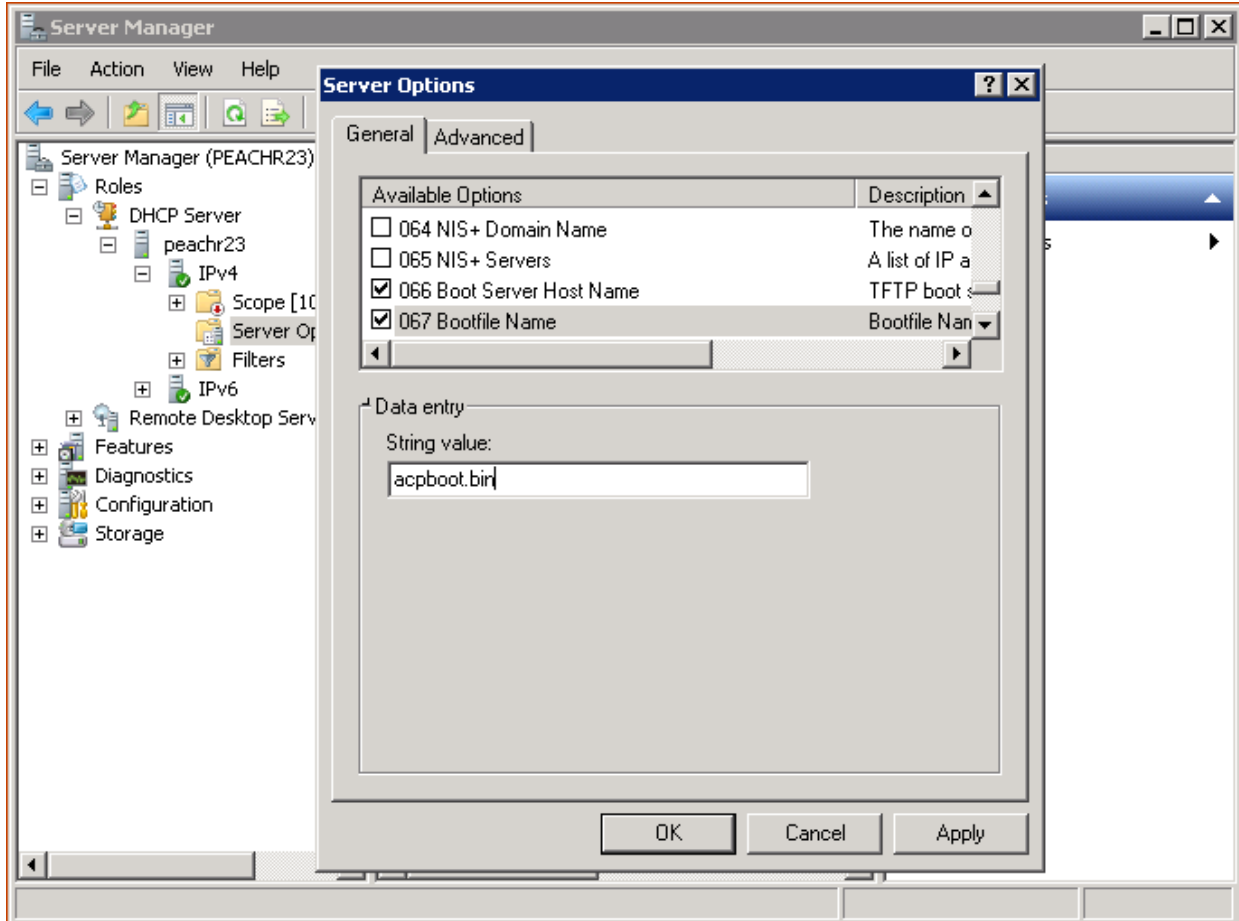 Server Manager
File Action View Help
Server Manager (PEACHR23)
Roles
DHCP Server
peachr23
IPv4
Scope [10
Server Op
Filters
IPv6
Remote Desktop Serv
Features
Diagnostics
Configuration
Storage
Server Options
General Advanced
Available Options Description
064 NIS+ Domain Name The name o
065 NIS+ Servers A list of IP a
066 Boot Server Host Name TFTP boot s
067 Bootfile Name Bootfile Nan
Data entry
String value:
acpboot.bin
OK Cancel Apply
s
s